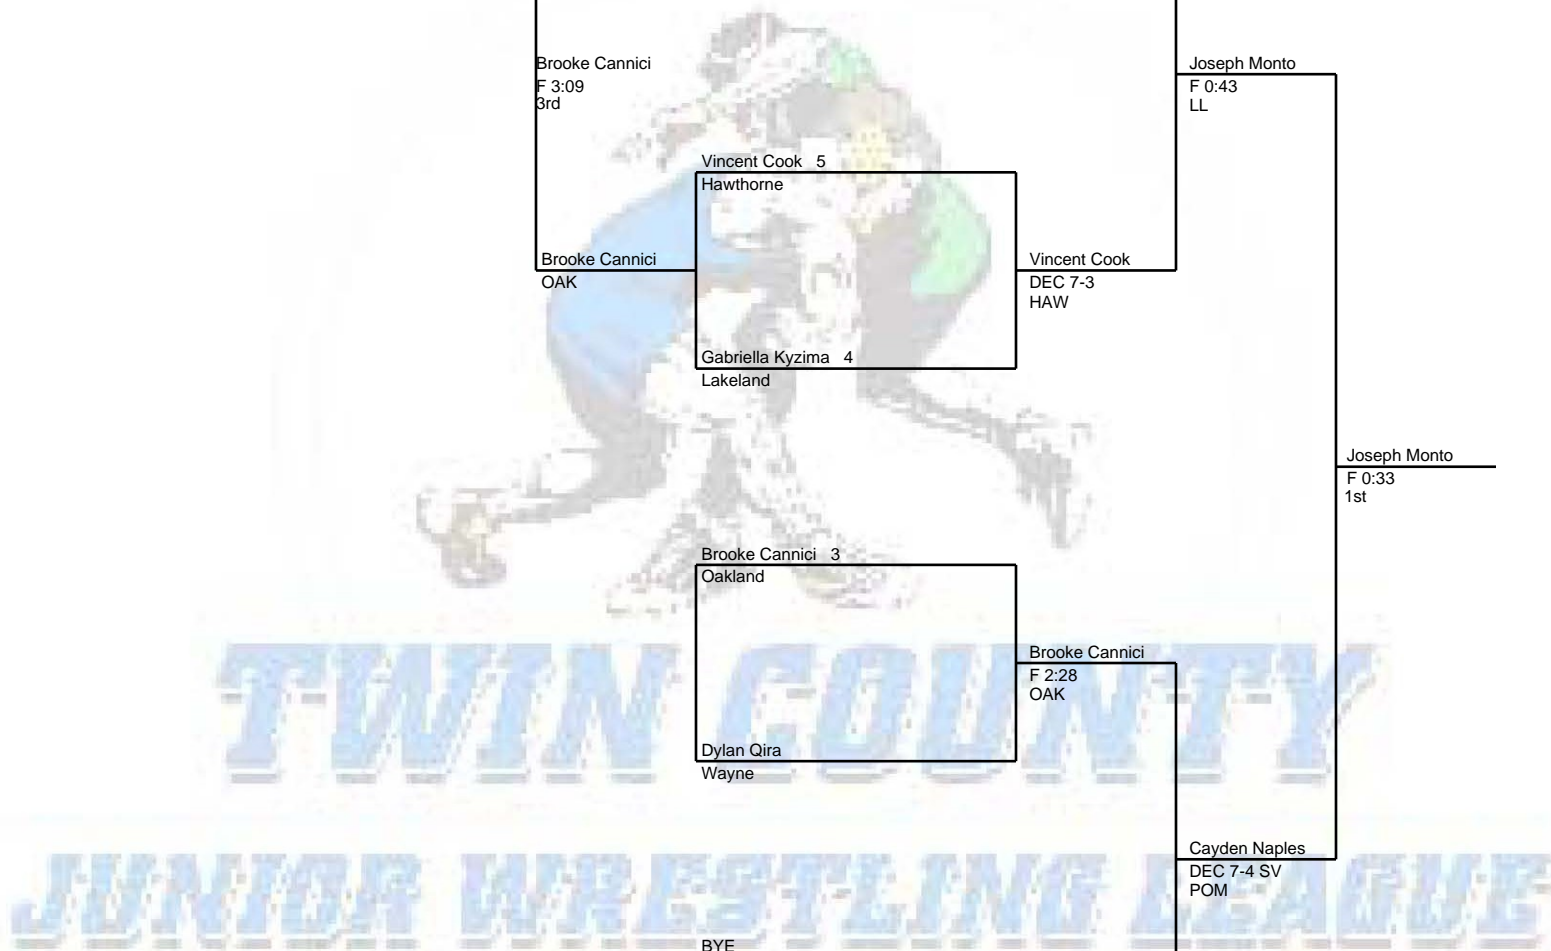 Brooke Cannici
F 3:09
3rd
Joseph Monto
F 0:43
LL
Vincent Cook 5
Hawthorne
Brooke Cannici
OAK
Vincent Cook
DEC 7-3
HAW
Gabriella Kyzima 4
Lakeland
Joseph Monto
F 0:33
1st
Brooke Cannici 3
Oakland
Brooke Cannici
F 2:28
OAK
TWIN COUNTY
Dylan Qira
Wayne
Cayden Naples
DEC 7-4 SV
POM
JUNIOR WRESTLING LEAGUE
BYE